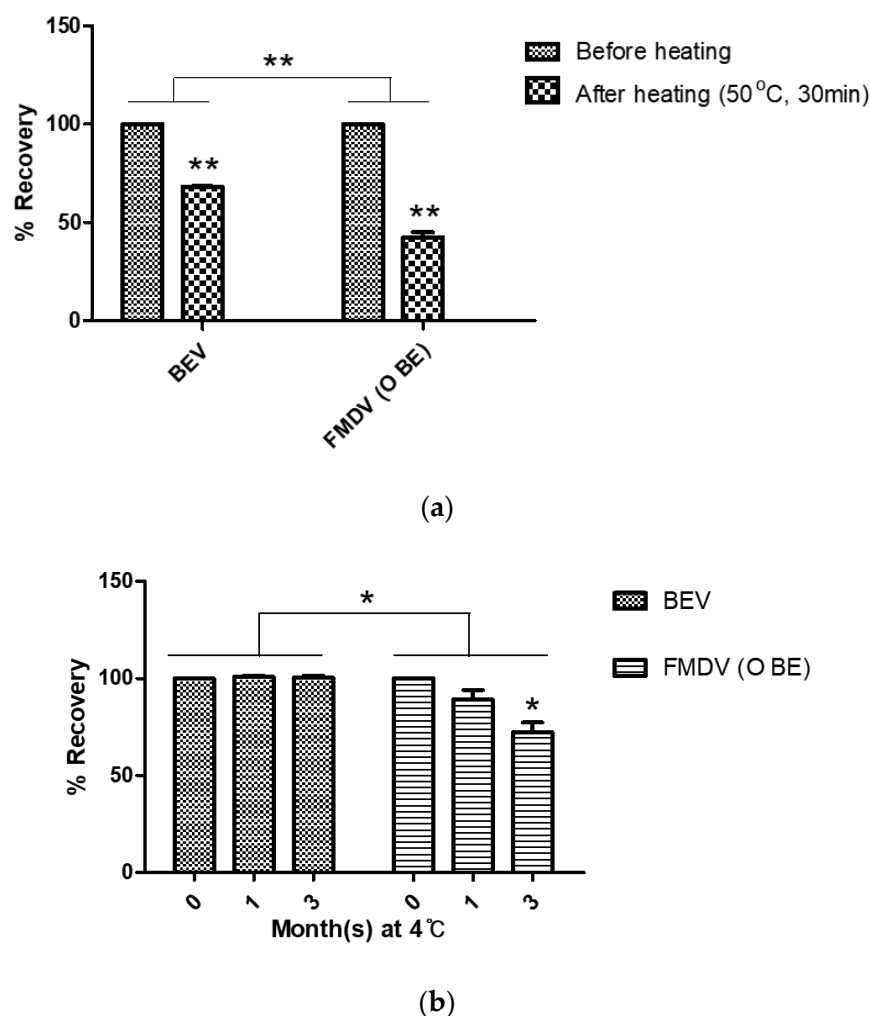 150
**
Before heating
After heating (50°C, 30min)
100
**
**
% Recovery
50
0
BEV
FMDV (O BE)
(a)
150
*
BEV
FMDV (O BE)
100
*
% Recovery
50
0
0 1 3 0 1 3
Month(s) at 4℃
(b)